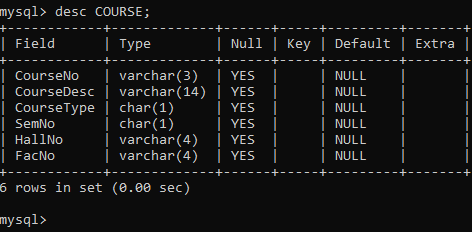 mysql> desc COURSE;
+------------+-------------+------+-----+---------+-------+
| Field      | Type        | Null | Key | Default | Extra |
+------------+-------------+------+-----+---------+-------+
| CourseNo   | varchar(3)  | YES  |     | NULL    |       |
| CourseDesc | varchar(14) | YES  |     | NULL    |       |
| CourseType | char(1)     | YES  |     | NULL    |       |
| SemNo      | char(1)     | YES  |     | NULL    |       |
| HallNo     | varchar(4)  | YES  |     | NULL    |       |
| FacNo      | varchar(4)  | YES  |     | NULL    |       |
+------------+-------------+------+-----+---------+-------+
6 rows in set (0.00 sec)
mysql>